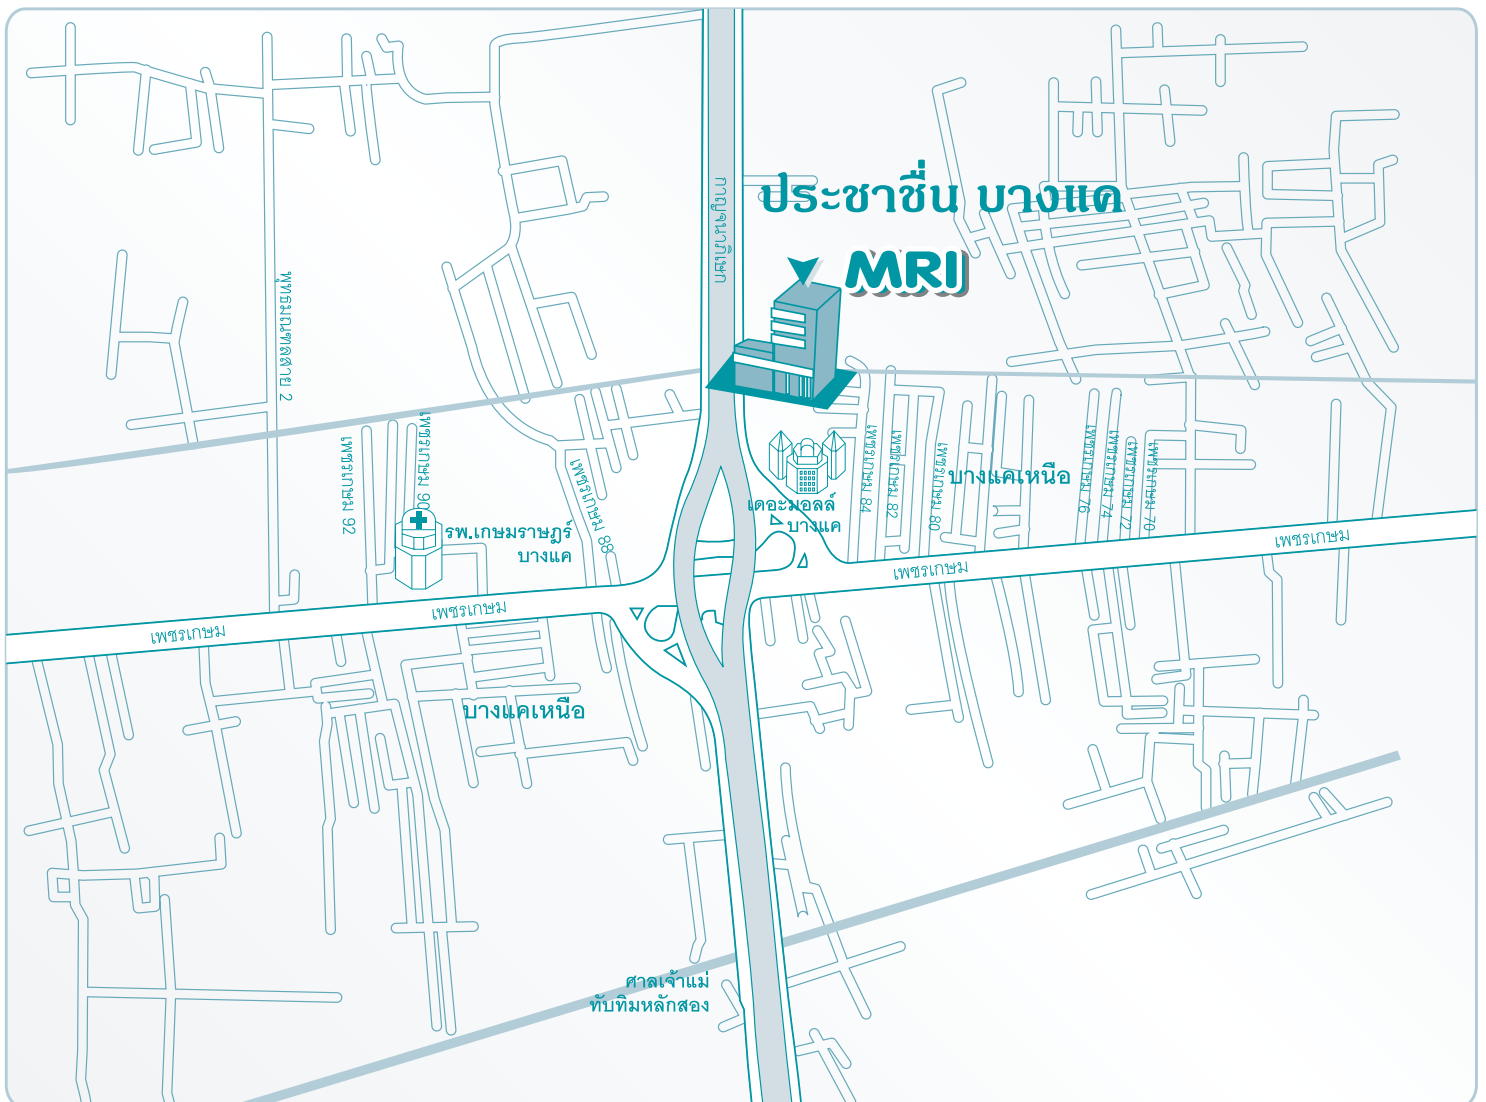 กาญจนาภิเษก
ประชาชื่น บางแค
MRI
พุทธมณฑลสาย 2
เพชรเกษม 92
เพชรเกษม 90
เพชรเกษม 88
รพ.เกษมราษฎร์
บางแค
เดอะมอลล์
บางแค
เพชรเกษม 84
เพชรเกษม 82
เพชรเกษม 80
บางแคเหนือ
เพชรเกษม 76
เพชรเกษม 74
เพชรเกษม 72
เพชรเกษม 70
เพชรเกษม
เพชรเกษม
เพชรเกษม
เพชรเกษม
บางแคเหนือ
ศาลเจ้าแม่
ทับทิมหลักสอง